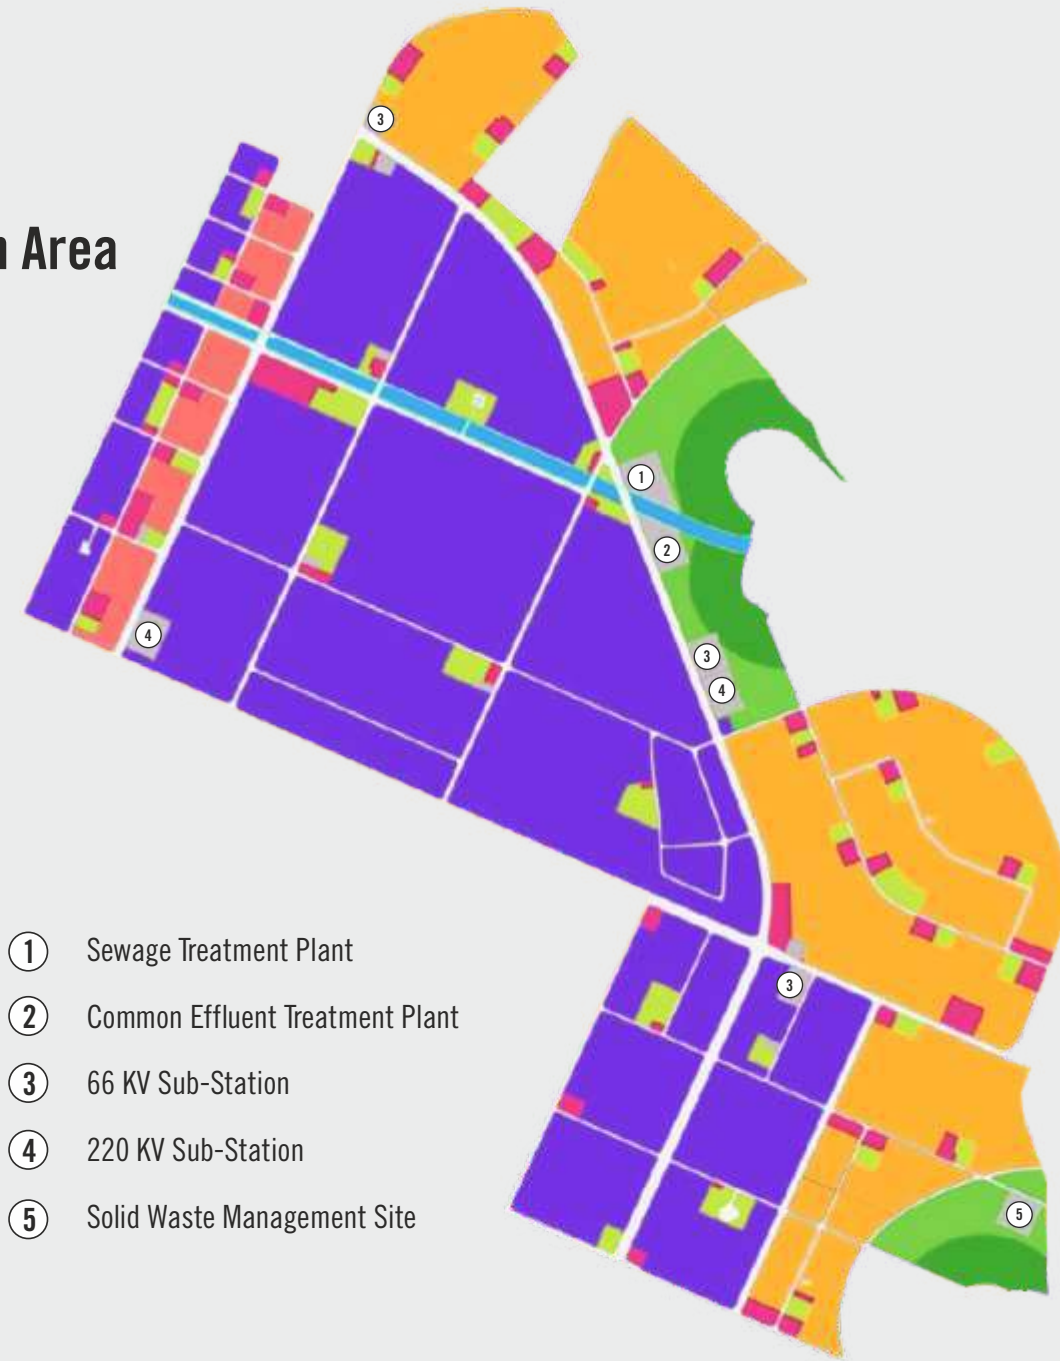 3
Area
1
2
3
4
4
3
5
1 Sewage Treatment Plant
2 Common Effluent Treatment Plant
3 66 KV Sub-Station
4 220 KV Sub-Station
5 Solid Waste Management Site